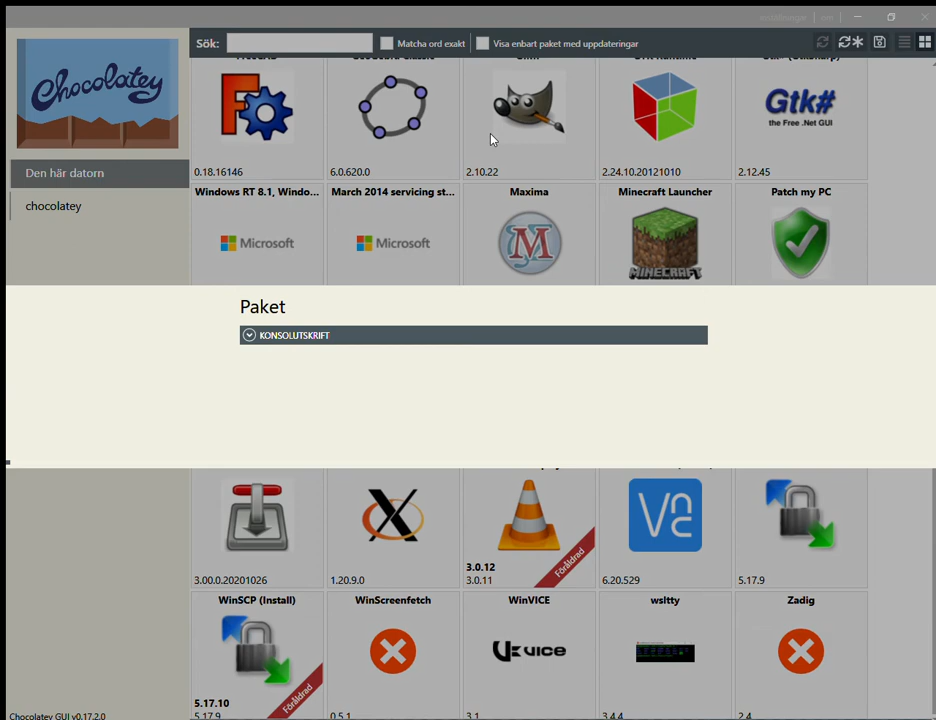 Inställningar | om
Sök:
Matcha ord exakt
Visa enbart paket med uppdateringar
Chocolatey
Den här datorn
chocolatey
Gtk#
the Free .Net GUI
0.18.16146
6.0.620.0
2.10.22
2.24.10.20121010
2.12.45
Windows RT 8.1, Windo...
March 2014 servicing st...
Maxima
Minecraft Launcher
Patch my PC
Microsoft
Microsoft
M
MINECRAFT
Paket
KONSOLUTSKRIFT
X
Vnc
3.00.0.20201026
1.20.9.0
3.0.12
3.0.11
Föråldrad
6.20.529
5.17.9
WinSCP (Install)
WinScreenfetch
WinVICE
wsltty
Zadig
vice
5.17.10
5.17.9
Föråldrad
0.5.1
3.1
3.4.4
2.4
Chocolatey GUI v0.17.2.0